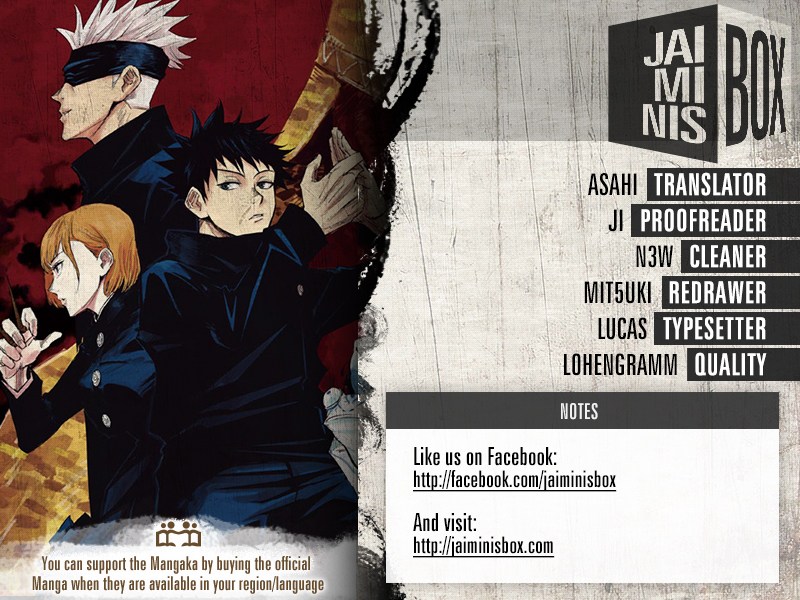 JAI
MI
NIS
BOX
ASAHI TRANSLATOR
JI PROOFREADER
N3W CLEANER
MIT5UKI REDRAWER
LUCAS TYPESETTER
LOHENGRAMM QUALITY
NOTES
Like us on Facebook:
http://facebook.com/jaiminisbox
And visit:
http://jaiminisbox.com
You can support the Mangaka by buying the official
Manga when they are available in your region/language